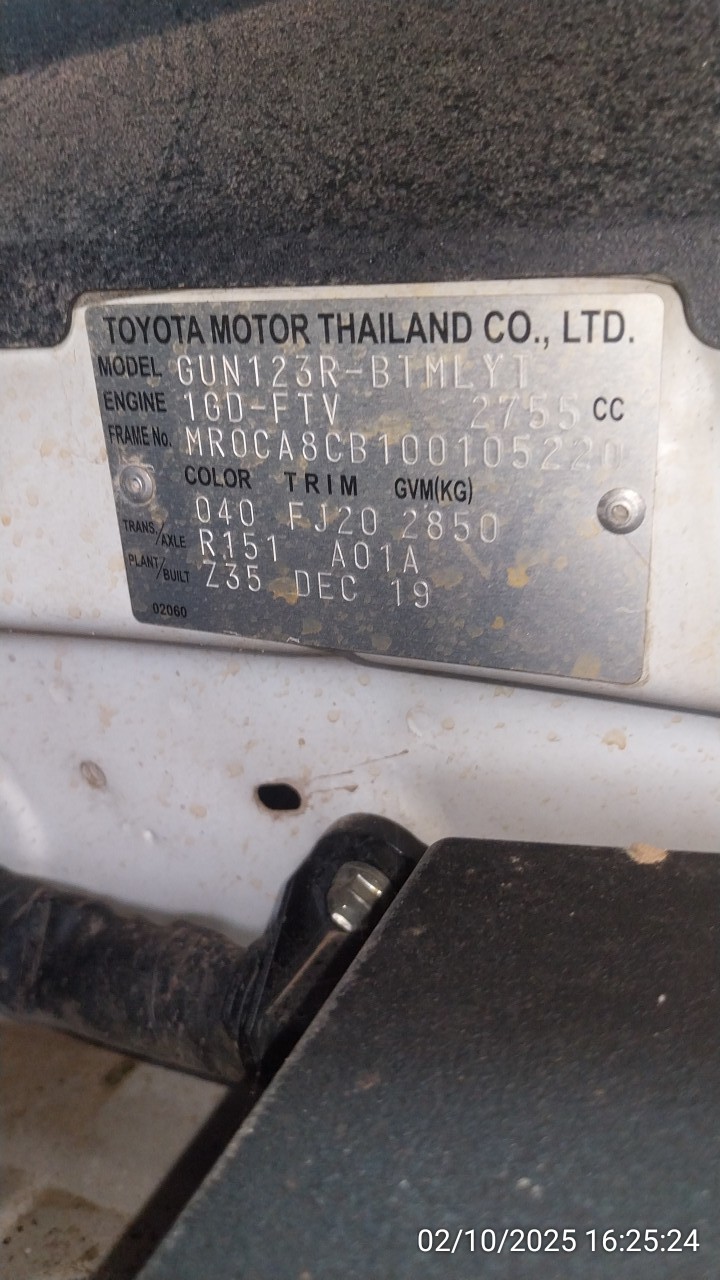 TOYOTA MOTOR THAILAND CO., LTD.
MODEL GUN123R-BTMLYT
ENGINE 1GD-FTV 2755 CC
FRAME No. MR0CA8CB100105220
COLOR TRIM GVM(KG)
040 FJ20 2850
TRANS/AXLE R151 A01A
PLANT/BUILT Z35 DEC 19
02060
02/10/2025 16:25:24